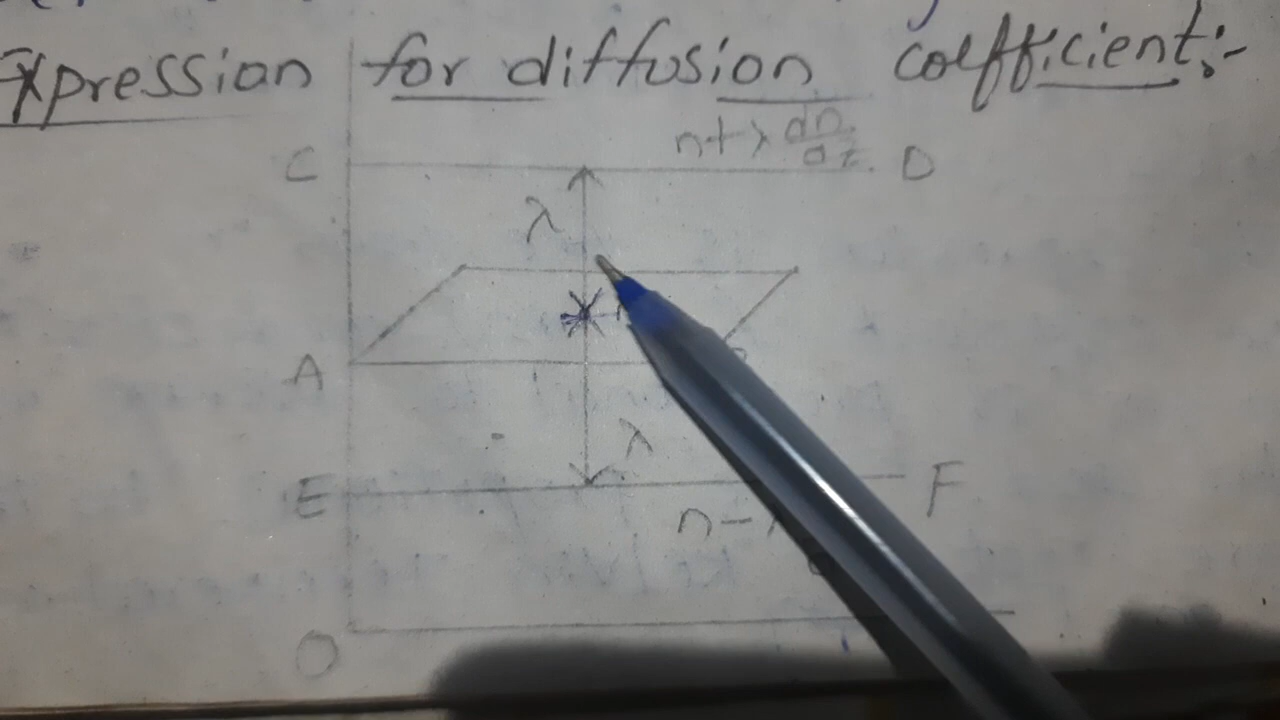 Expression for diffusion coefficient:-
n+λ dn/dz
C D
λ
A
λ
E F
n-λ
O